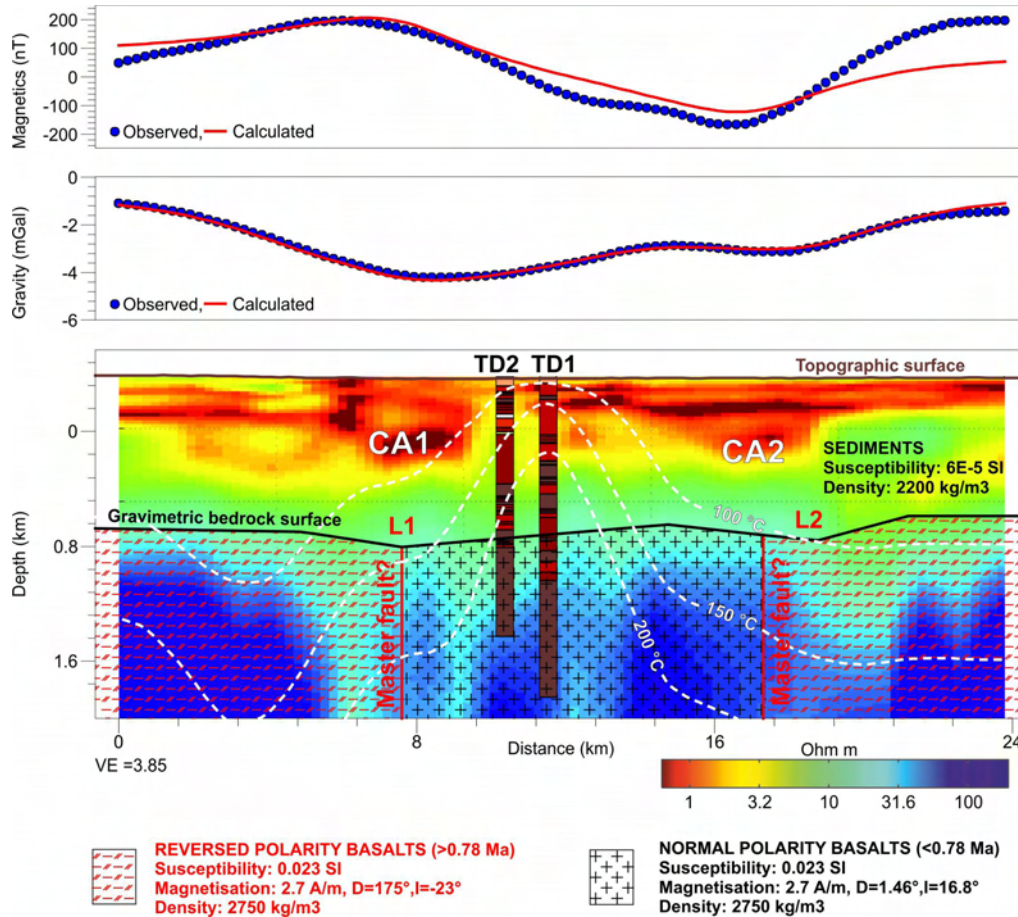 Magnetics (nT)
200
100
0
-100
-200
Observed, Calculated
Gravity (mGal)
0
-2
-4
-6
Observed, Calculated
TD2 TD1
Topographic surface
CA1
CA2
SEDIMENTS
Susceptibility: 6E-5 SI
Density: 2200 kg/m3
Gravimetric bedrock surface
L1
L2
100 °C
150 °C
200 °C
Master fault?
Master fault?
Depth (km)
0
0.8
1.6
0
8
Distance (km)
16
Ohm m
24
VE =3.85
1
3.2
10
31.6
100
REVERSED POLARITY BASALTS (>0.78 Ma)
Susceptibility: 0.023 SI
Magnetisation: 2.7 A/m, D=175°,I=-23°
Density: 2750 kg/m3
NORMAL POLARITY BASALTS (<0.78 Ma)
Susceptibility: 0.023 SI
Magnetisation: 2.7 A/m, D=1.46°,I=16.8°
Density: 2750 kg/m3